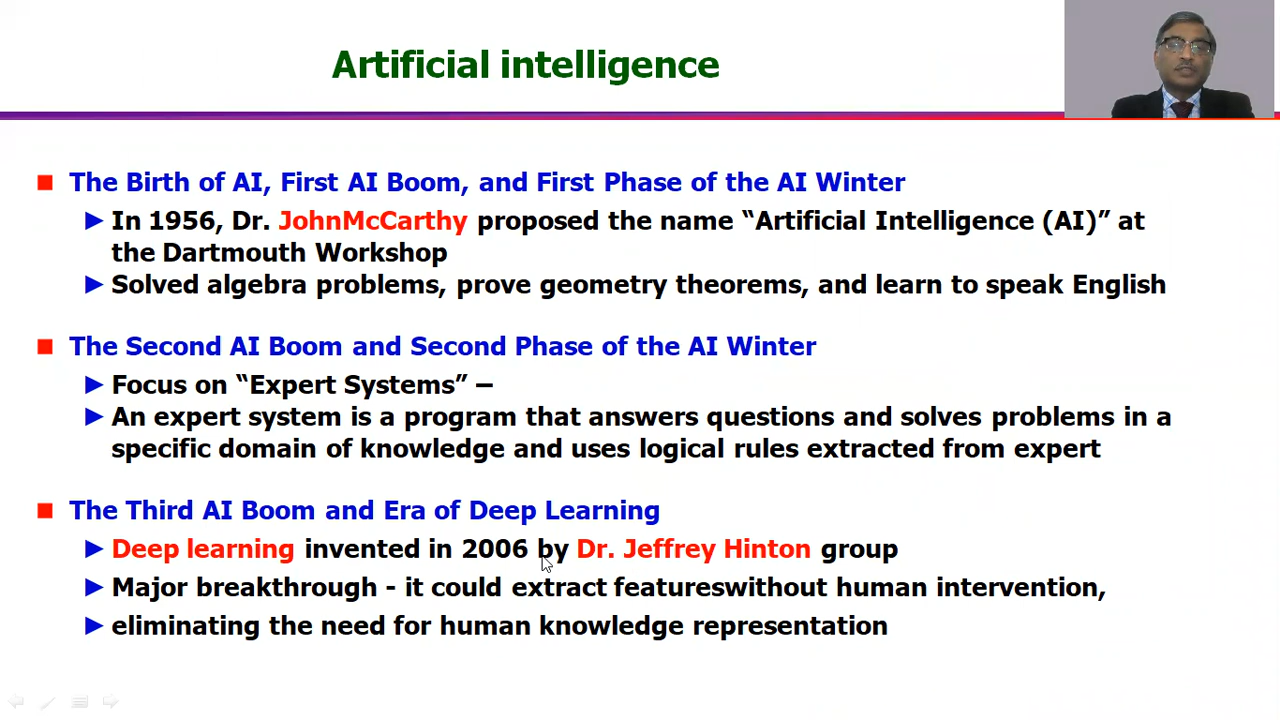 Artificial intelligence
The Birth of AI, First AI Boom, and First Phase of the AI Winter
In 1956, Dr. JohnMcCarthy proposed the name “Artificial Intelligence (AI)” at
the Dartmouth Workshop
Solved algebra problems, prove geometry theorems, and learn to speak English
The Second AI Boom and Second Phase of the AI Winter
Focus on “Expert Systems” –
An expert system is a program that answers questions and solves problems in a
specific domain of knowledge and uses logical rules extracted from expert
The Third AI Boom and Era of Deep Learning
Deep learning invented in 2006 by Dr. Jeffrey Hinton group
Major breakthrough - it could extract featureswithout human intervention,
eliminating the need for human knowledge representation